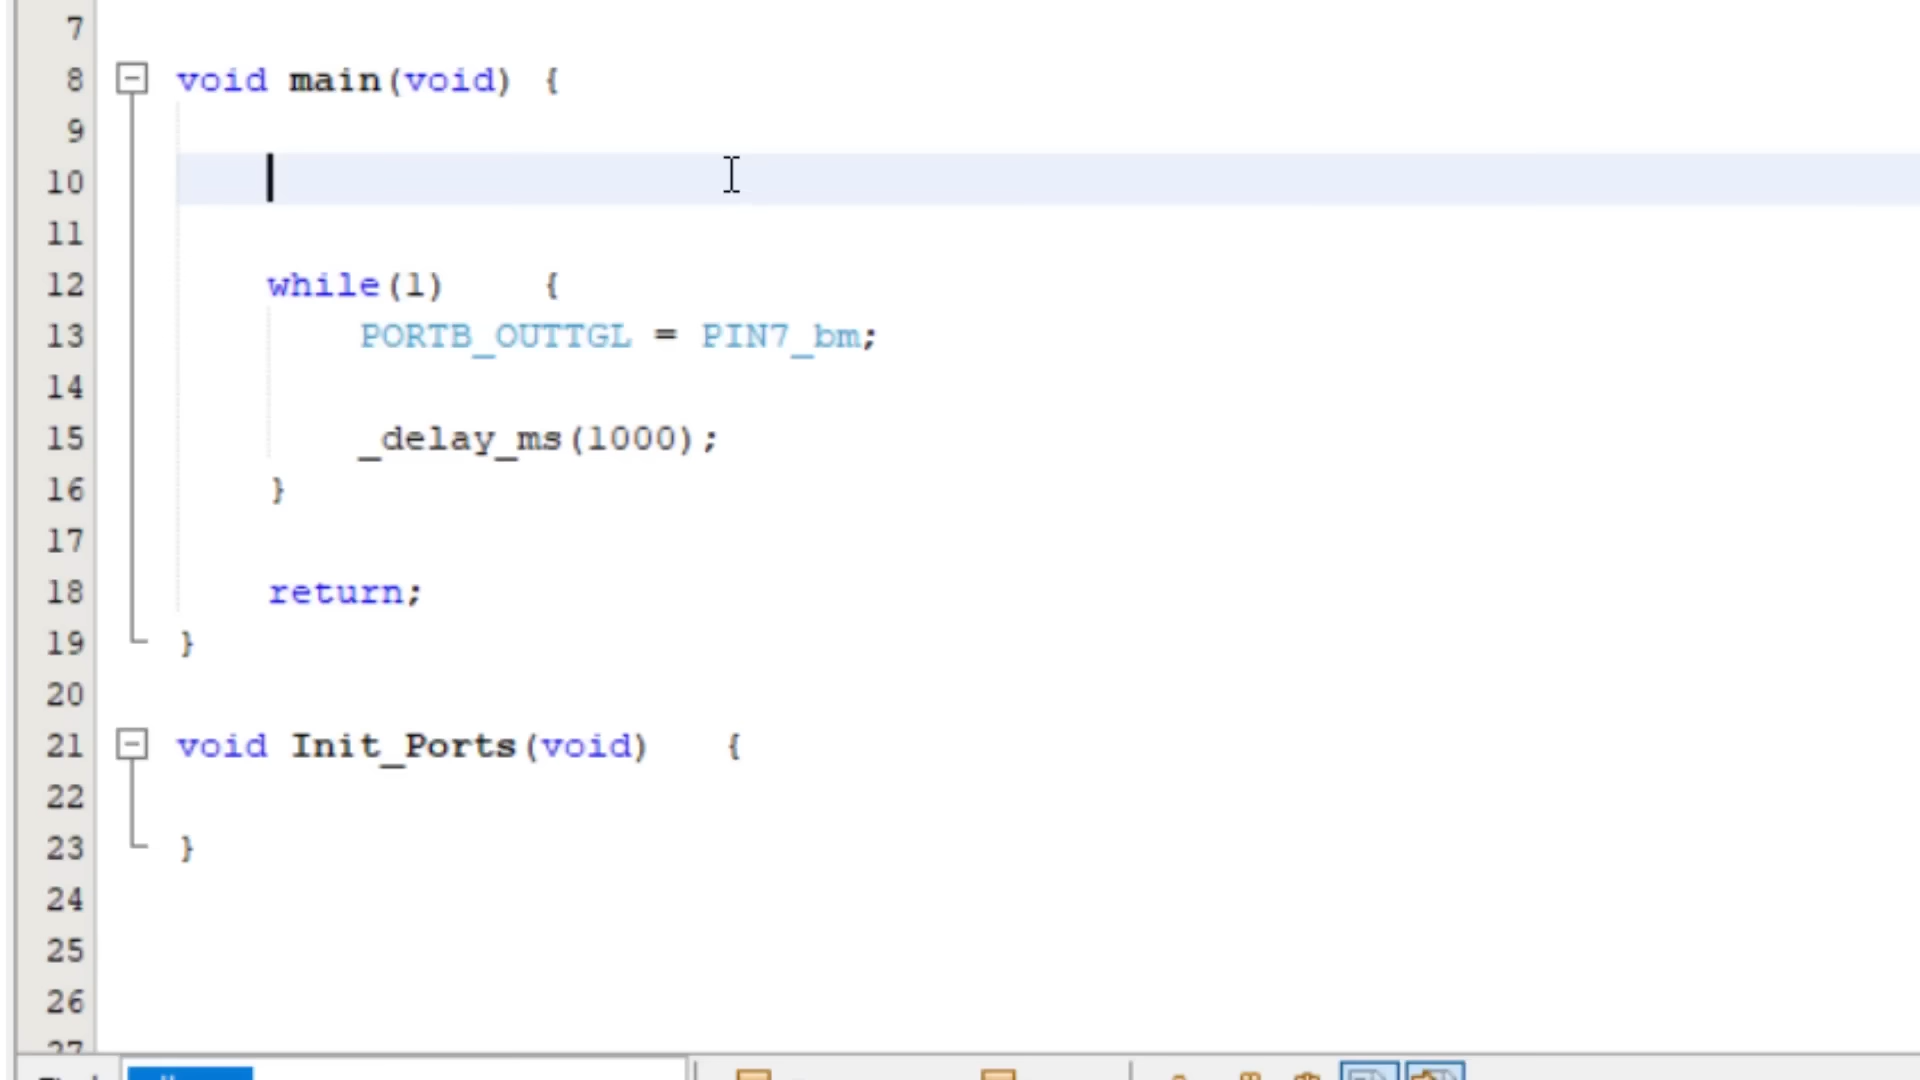 7
8 void main(void) {
9
10
11
12 while(1) {
13 PORTB_OUTTGL = PIN7_bm;
14
15 _delay_ms(1000);
16 }
17
18 return;
19 }
20
21 void Init_Ports(void) {
22
23 }
24
25
26
27